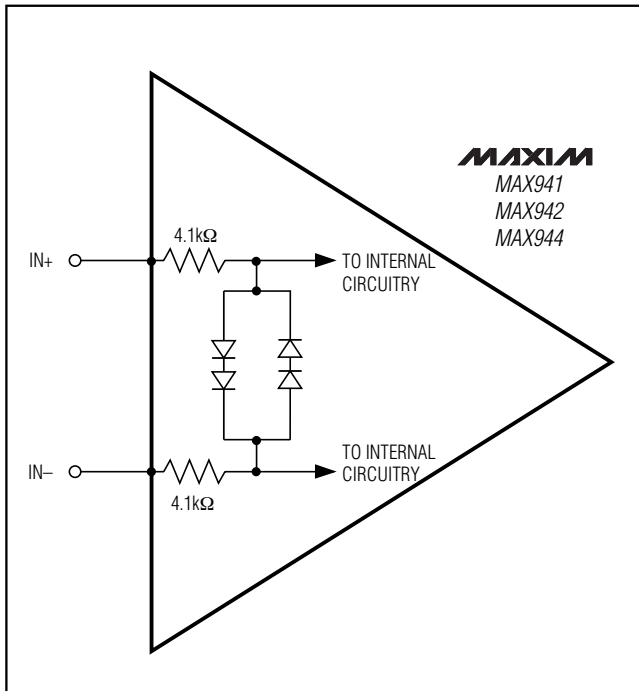 MAXIM
MAX941
MAX942
MAX944
4.1kΩ
IN+
TO INTERNAL
CIRCUITRY
TO INTERNAL
CIRCUITRY
IN–
4.1kΩ